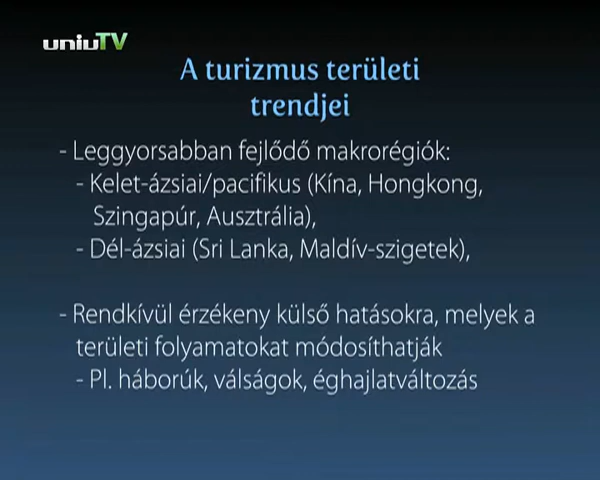 uniuTV
A turizmus területi
trendjei
- Leggyorsabban fejlődő makrorégiók:
- Kelet-ázsiai/pacifikus (Kína, Hongkong,
Szingapúr, Ausztrália),
- Dél-ázsiai (Sri Lanka, Maldív-szigetek),
- Rendkívül érzékeny külső hatásokra, melyek a
területi folyamatokat módosíthatják
- Pl. háborúk, válságok, éghajlatváltozás